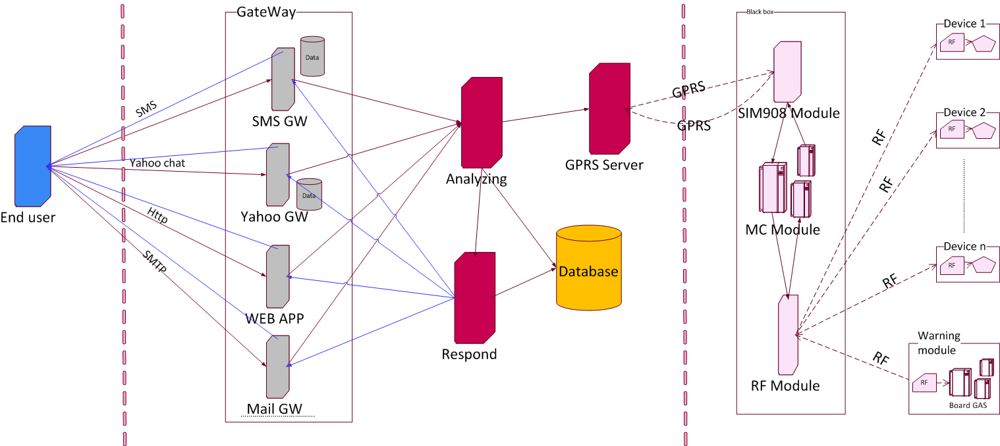 GateWay
Data
SMS
SMS GW
Yahoo chat
Data
Yahoo GW
End user
Http
SMTP
WEB APP
Mail GW
Analyzing
Respond
GPRS Server
Database
GPRS
GPRS
Black box
SIM908 Module
MC Module
RF Module
RF
RF
RF
RF
Device 1
RF
Device 2
RF
Device n
RF
Warning
module
RF
Board GAS